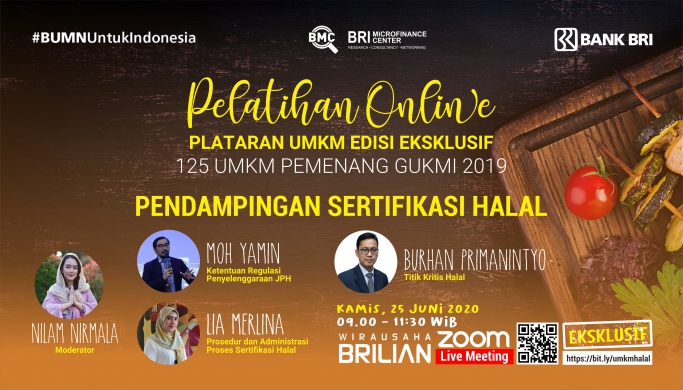 #BUMNUntukIndonesia
BMC
BRI MICROFINANCE CENTER
RESEARCH • CONSULTANCY • NETWORKING
BANK BRI
Pelatihan Online
PLATARAN UMKM EDISI EKSKLUSIF
125 UMKM PEMENANG GUKMI 2019
PENDAMPINGAN SERTIFIKASI HALAL
MOH YAMIN
Ketentuan Regulasi
Penyelenggaraan JPH
BURHAN PRIMANINTYO
Titik Kritis Halal
NILAM NIRMALA
Moderator
LIA MERLINA
Prosedur dan Administrasi
Proses Sertifikasi Halal
KAMIS, 25 JUNI 2020
09.00 - 11:30 WIB
WIRAUSAHA
BRILIAN
zoom
Live Meeting
EKSKLUSIF
https://bit.ly/umkmhalal